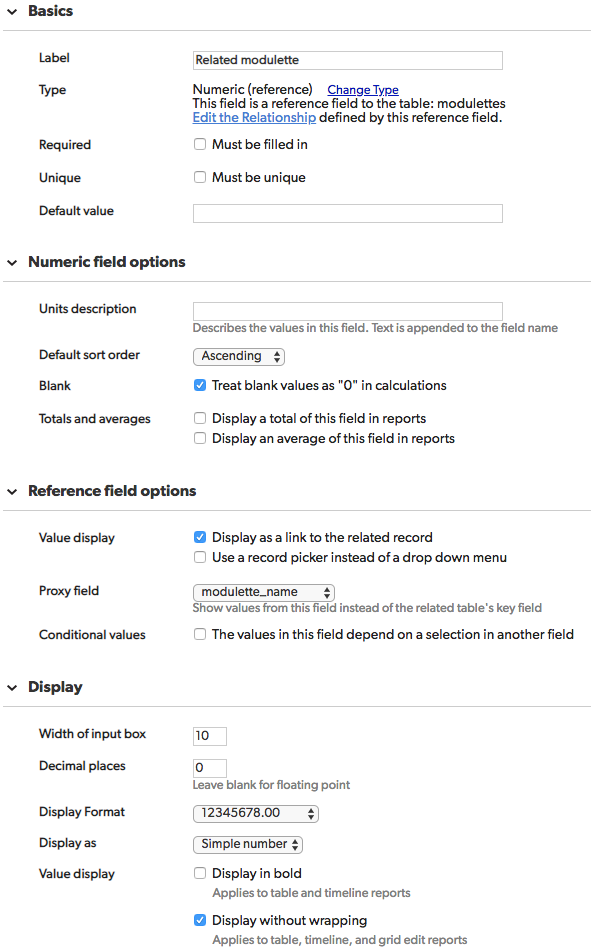 Basics
Label Related modulette
Type Numeric (reference) Change Type
This field is a reference field to the table: modulettes
Edit the Relationship defined by this reference field.
Required Must be filled in
Unique Must be unique
Default value
Numeric field options
Units description
Describes the values in this field. Text is appended to the field name
Default sort order Ascending
Blank Treat blank values as "0" in calculations
Totals and averages Display a total of this field in reports
Display an average of this field in reports
Reference field options
Value display Display as a link to the related record
Use a record picker instead of a drop down menu
Proxy field modulette_name
Show values from this field instead of the related table's key field
Conditional values The values in this field depend on a selection in another field
Display
Width of input box 10
Decimal places 0
Leave blank for floating point
Display Format 12345678.00
Display as Simple number
Value display Display in bold
Applies to table and timeline reports
Display without wrapping
Applies to table, timeline, and grid edit reports